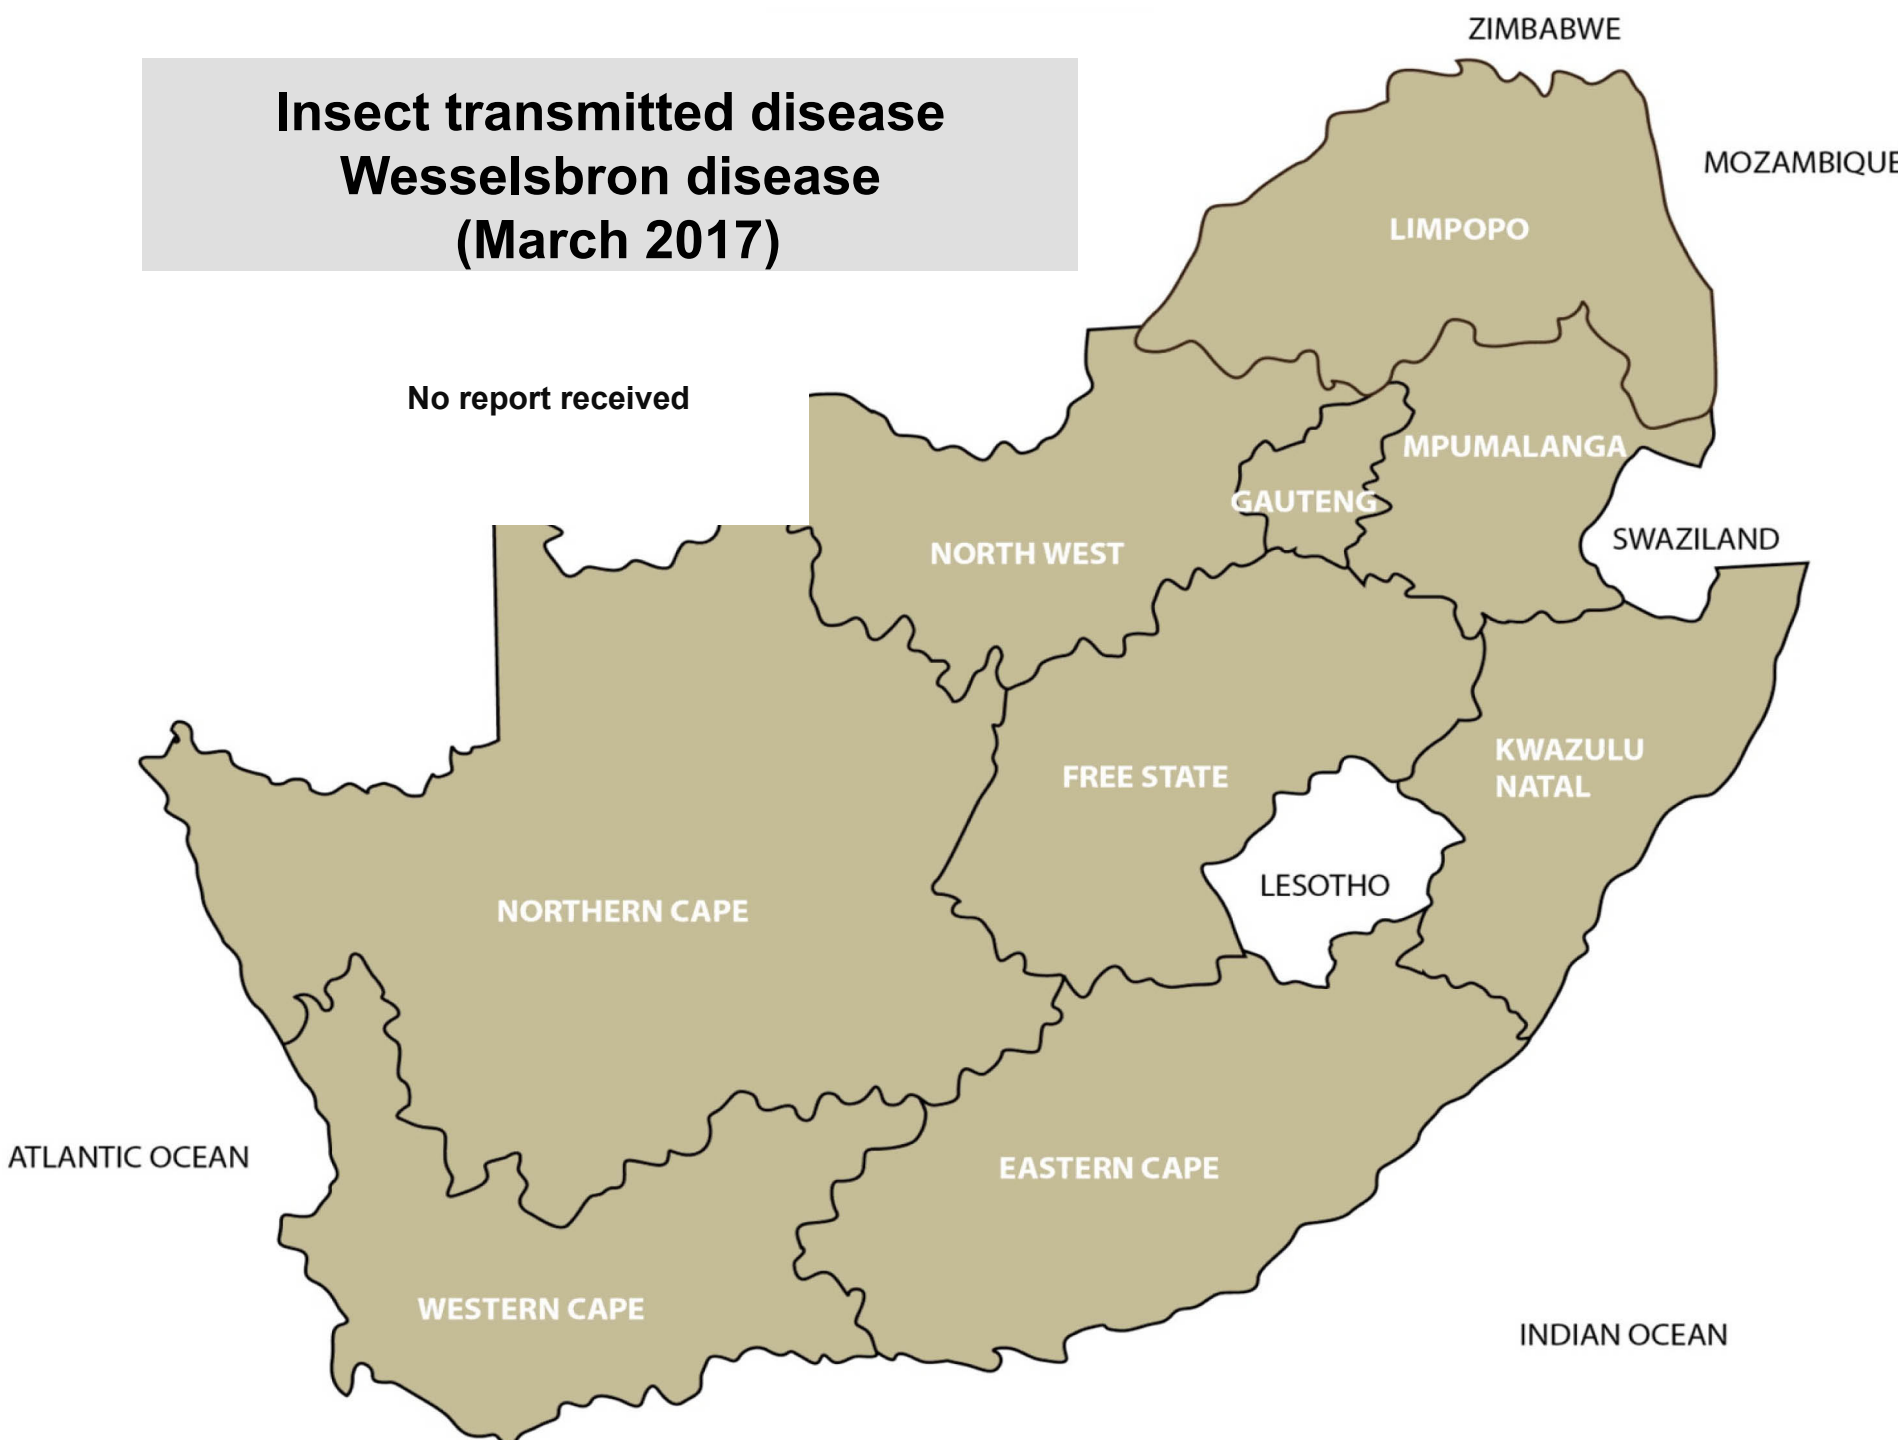 ZIMBABWE
Insect transmitted disease
Wesselsbron disease
(March 2017)
MOZAMBIQUE
LIMPOPO
No report received
MPUMALANGA
GAUTENG
SWAZILAND
NORTH WEST
KWAZULU
NATAL
FREE STATE
LESOTHO
NORTHERN CAPE
ATLANTIC OCEAN
EASTERN CAPE
WESTERN CAPE
INDIAN OCEAN